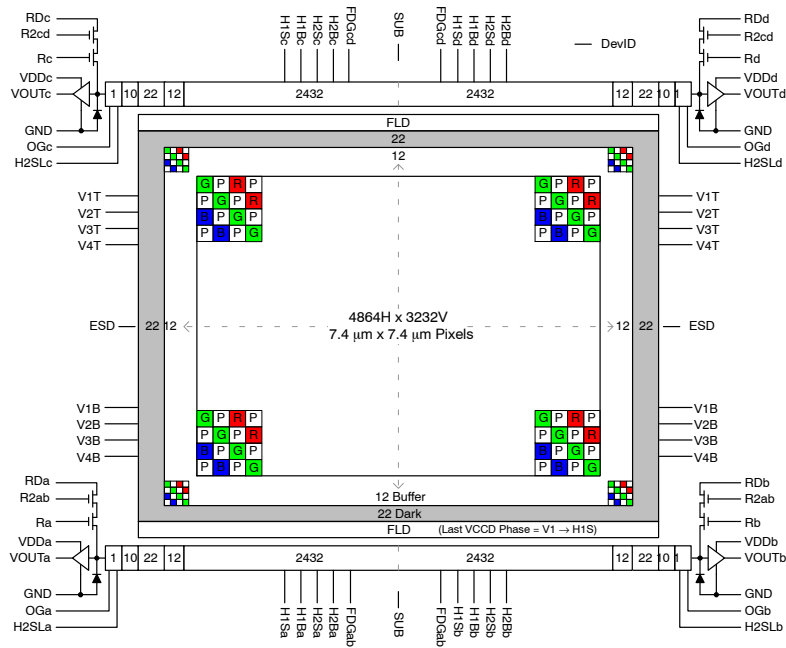 RDc
R2cd
Rc
VDDc
VOUTc
GND
OGc
H2SLc
H1Sc
H1Bc
H2Sc
H2Bc
FDGcd
SUB
FDGcd
H1Sd
H1Bd
H2Sd
H2Bd
DevID
RDd
R2cd
Rd
VDDd
VOUTd
GND
OGd
H2SLd
1 10 22 12 2432 2432 12 22 10 1
FLD
22
12
G P R P
P G P R
B P G P
P B P G
G P R P
P G P R
B P G P
P B P G
V1T
V2T
V3T
V4T
V1T
V2T
V3T
V4T
4864H x 3232V
7.4 μm x 7.4 μm Pixels
ESD 22 12
12 22 ESD
V1B
V2B
V3B
V4B
G P R P
P G P R
B P G P
P B P G
G P R P
P G P R
B P G P
P B P G
V1B
V2B
V3B
V4B
12 Buffer
22 Dark
FLD (Last VCCD Phase = V1 → H1S)
RDa
R2ab
Ra
VDDa
VOUTa
GND
OGa
H2SLa
1 10 22 12 2432 2432 12 22 10 1
H1Sa
H1Ba
H2Sa
H2Ba
FDGab
SUB
FDGab
H1Sb
H1Bb
H2Sb
H2Bb
RDb
R2ab
Rb
VDDb
VOUTb
GND
OGb
H2SLb